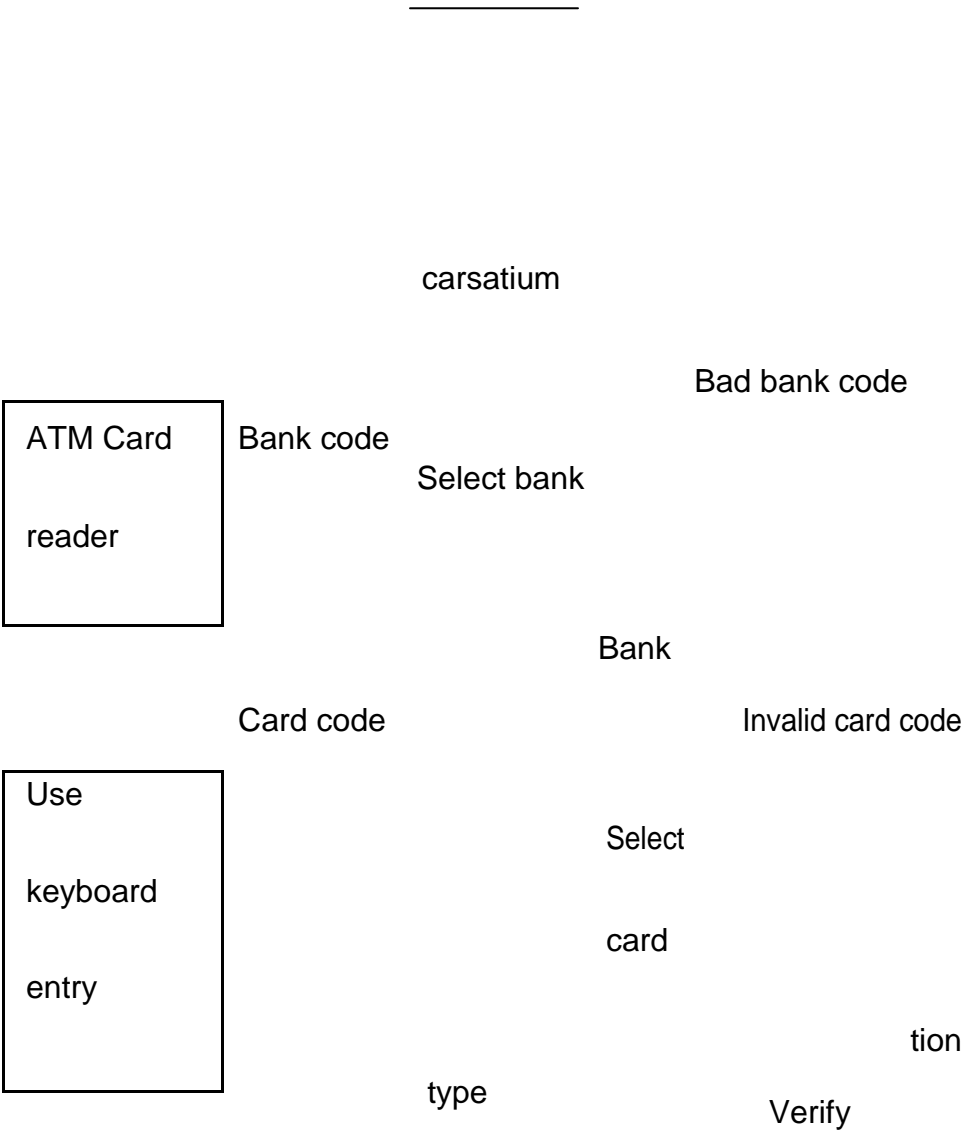 carsatium
Bad bank code
ATM Card Bank code
Select bank
reader
Bank
Card code Invalid card code
Use
Select
keyboard
card
entry
tion
type
Verify